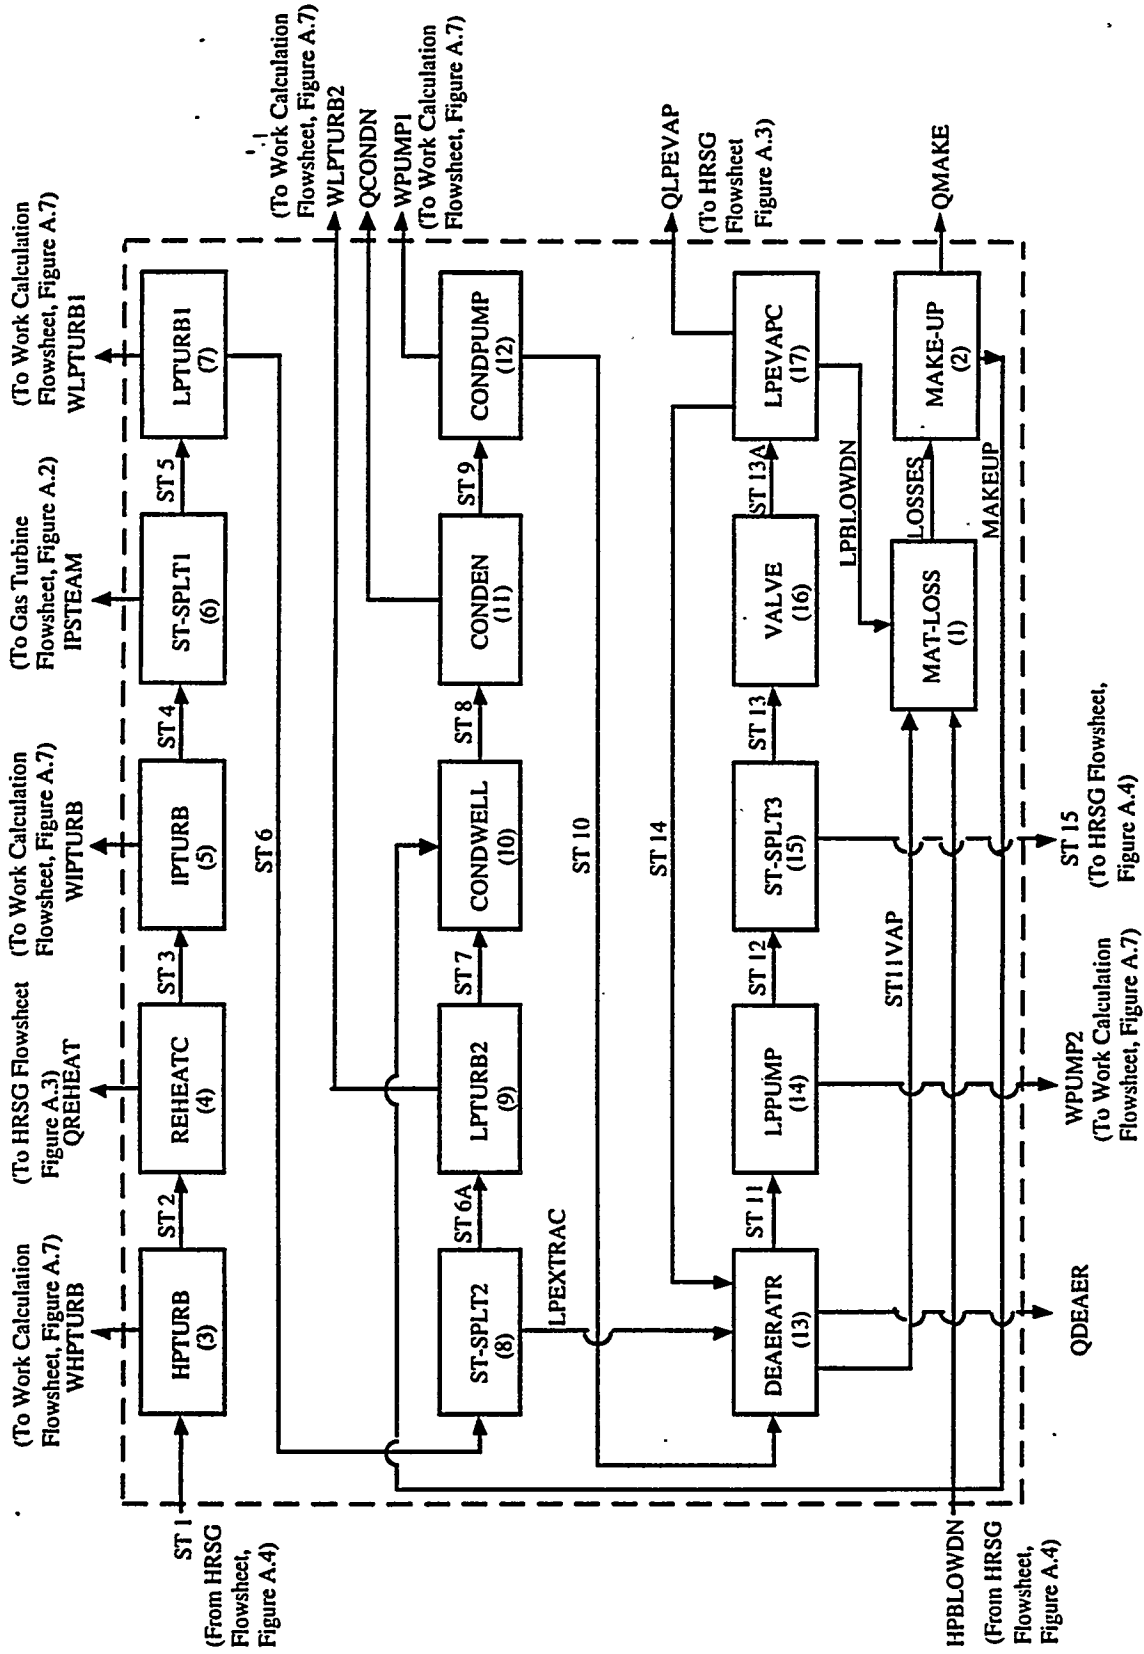 (To Work Calculation
Flowsheet, Figure A.7)
WHPTURB
(To HRSG Flowsheet
Figure A.3)
QREHEAT
(To Work Calculation
Flowsheet, Figure A.7)
WIPTURB
(To Gas Turbine
Flowsheet, Figure A.2)
IPSTEAM
(To Work Calculation
Flowsheet, Figure A.7)
WLPTURB1
ST 1
(From HRSG
Flowsheet,
Figure A.4)
HPTURB
(3)
ST 2
REHEATC
(4)
ST 3
IPTURB
(5)
ST 4
ST-SPLT1
(6)
ST 5
LPTURB1
(7)
ST 6
(To Work Calculation
Flowsheet, Figure A.7)
WLPTURB2
QCONDN
WPUMP1
(To Work Calculation
Flowsheet, Figure A.7)
ST-SPLT2
(8)
ST 6A
LPTURB2
(9)
ST 7
CONDWELL
(10)
ST 8
CONDEN
(11)
ST 9
CONDPUMP
(12)
LPEXTRAC
ST 10
ST 14
QLPEVAP
(To HRSG
Flowsheet
Figure A.3)
DEAERATR
(13)
ST 11
LPPUMP
(14)
ST 12
ST-SPLT3
(15)
ST 13
VALVE
(16)
ST 13A
LPEVAPC
(17)
LPBLOWDN
ST11VAP
MAT-LOSS
(1)
LOSSES
MAKE-UP
(2)
QMAKE
MAKEUP
HPBLOWDN
(From HRSG
Flowsheet,
Figure A.4)
QDEAER
WPUMP2
(To Work Calculation
Flowsheet, Figure A.7)
ST 15
(To HRSG Flowsheet,
Figure A.4)